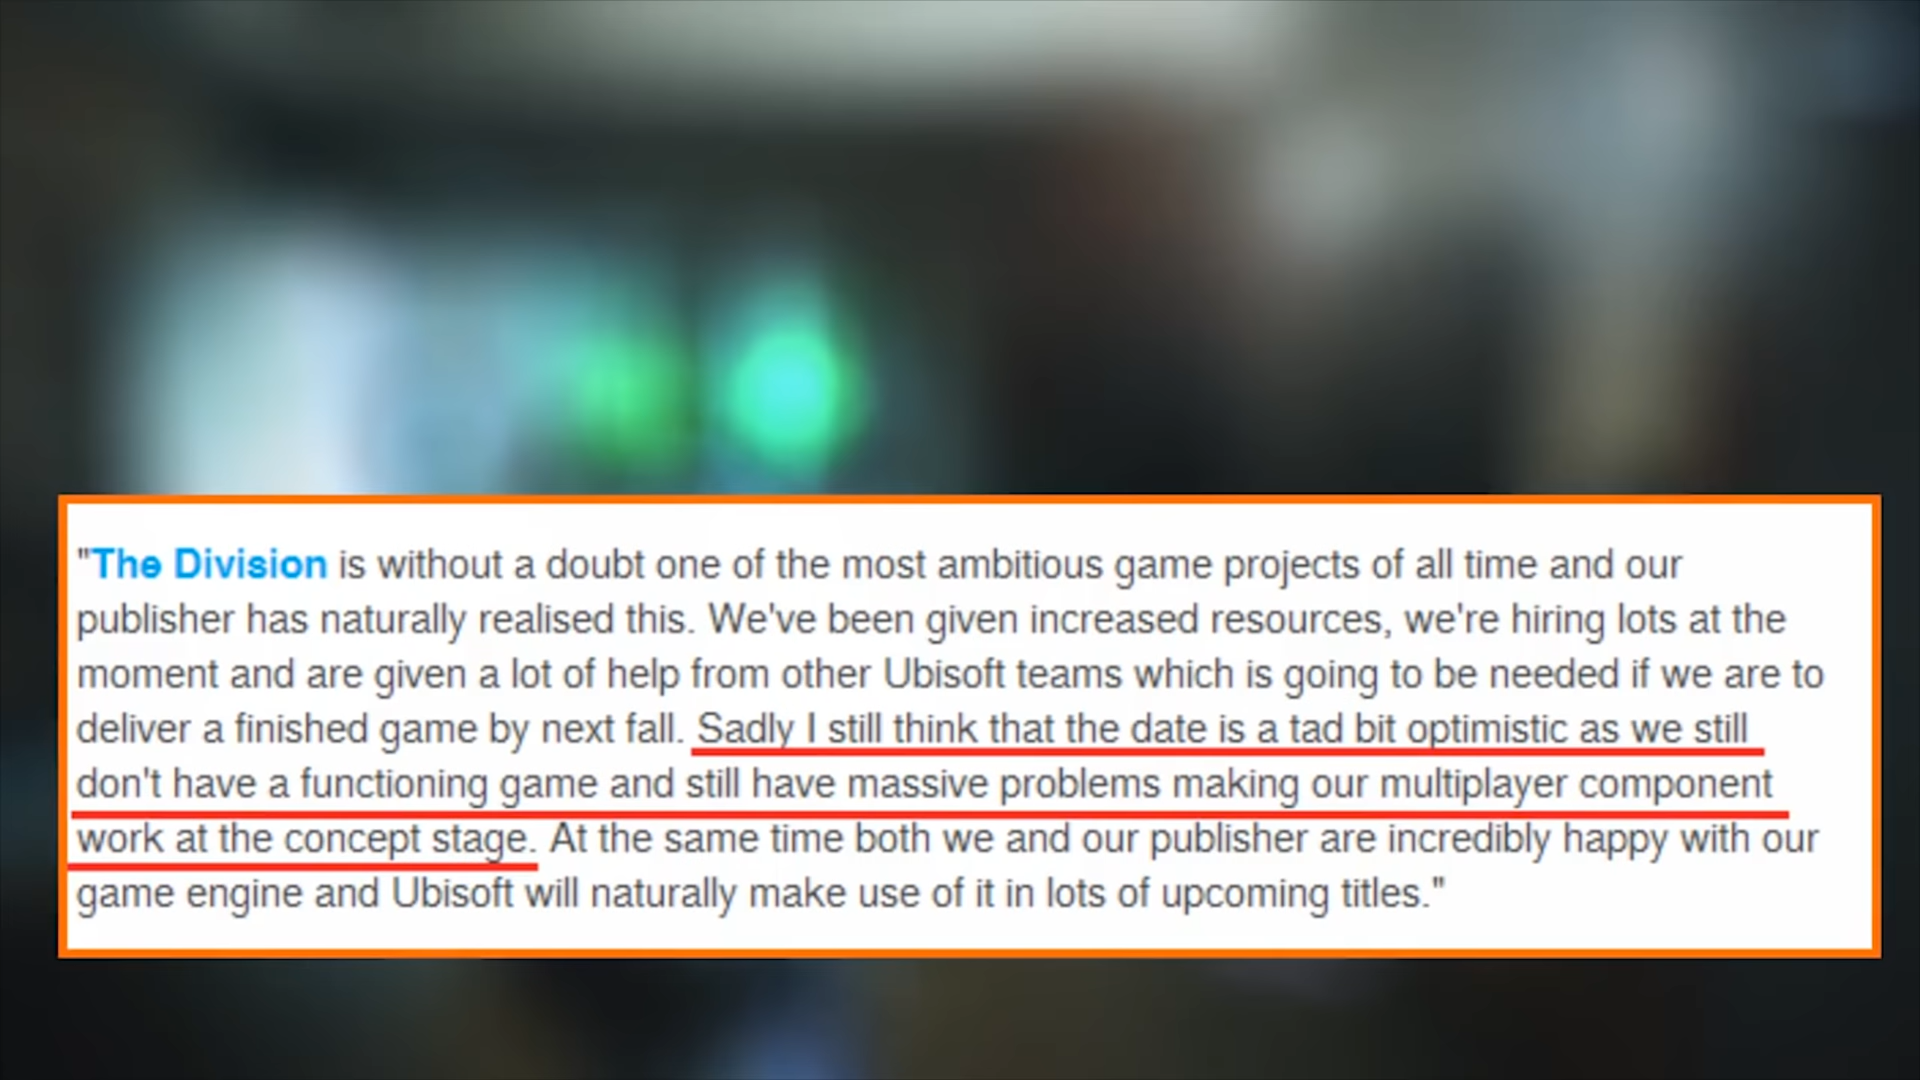 "The Division is without a doubt one of the most ambitious game projects of all time and our
publisher has naturally realised this. We've been given increased resources, we're hiring lots at the
moment and are given a lot of help from other Ubisoft teams which is going to be needed if we are to
deliver a finished game by next fall. Sadly I still think that the date is a tad bit optimistic as we still
don't have a functioning game and still have massive problems making our multiplayer component
work at the concept stage. At the same time both we and our publisher are incredibly happy with our
game engine and Ubisoft will naturally make use of it in lots of upcoming titles."